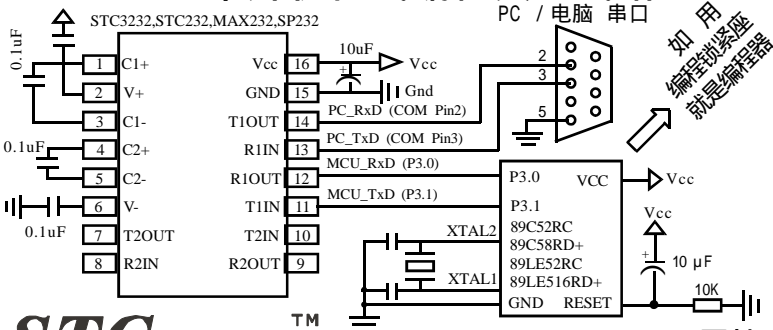 STC3232,STC232,MAX232,SP232
PC / 电脑 串口
如 用
编程锁紧座
就是编程器
0.1uF
1 C1+
2 V+
3 C1-
4 C2+
5 C2-
6 V-
7 T2OUT
8 R2IN
0.1uF
0.1uF
Vcc 16
GND 15
T1OUT 14
R1IN 13
R1OUT 12
T1IN 11
T2IN 10
R2OUT 9
10uF
+
Vcc
Gnd
PC_RxD (COM Pin2)
PC_TxD (COM Pin3)
MCU_RxD (P3.0)
MCU_TxD (P3.1)
2
3
5
XTAL2
XTAL1
P3.0 VCC
P3.1
89C52RC
89C58RD+
89LE52RC
89LE516RD+
GND RESET
Vcc
Vcc
+
10 μF
10K
STC TM